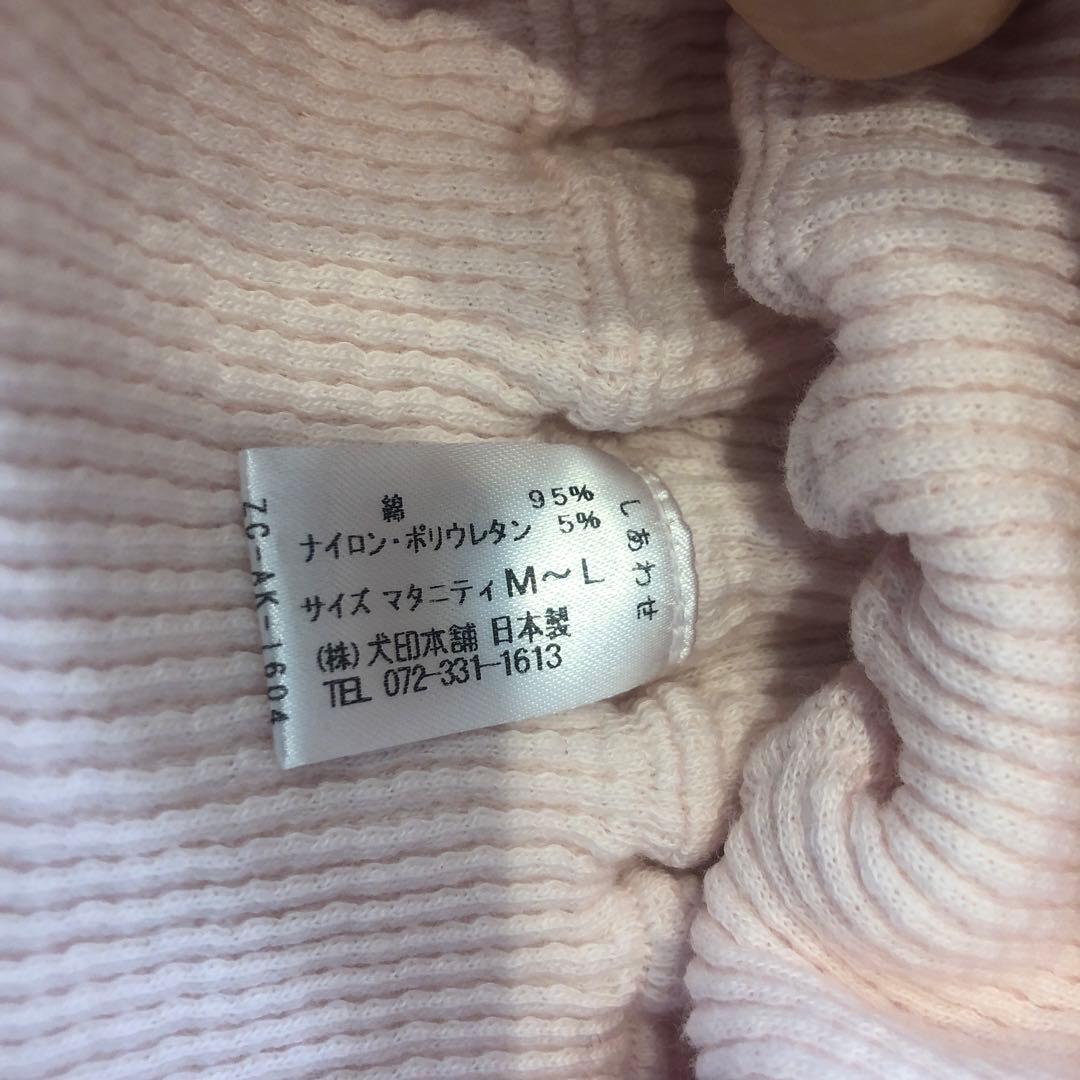 しあわせ
綿 95%
ナイロン・ポリウレタン 5%
サイズ マタニティ M～L
(株)犬印本舗 日本製
TEL 072-331-1613
ZC-AK-1604